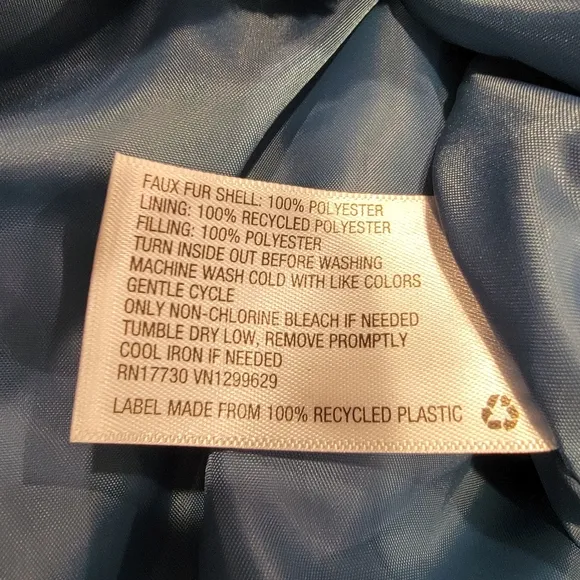 FAUX FUR SHELL: 100% POLYESTER
LINING: 100% RECYCLED POLYESTER
FILLING: 100% POLYESTER
TURN INSIDE OUT BEFORE WASHING
MACHINE WASH COLD WITH LIKE COLORS
GENTLE CYCLE
ONLY NON-CHLORINE BLEACH IF NEEDED
TUMBLE DRY LOW, REMOVE PROMPTLY
COOL IRON IF NEEDED
RN17730 VN1299629
LABEL MADE FROM 100% RECYCLED PLASTIC